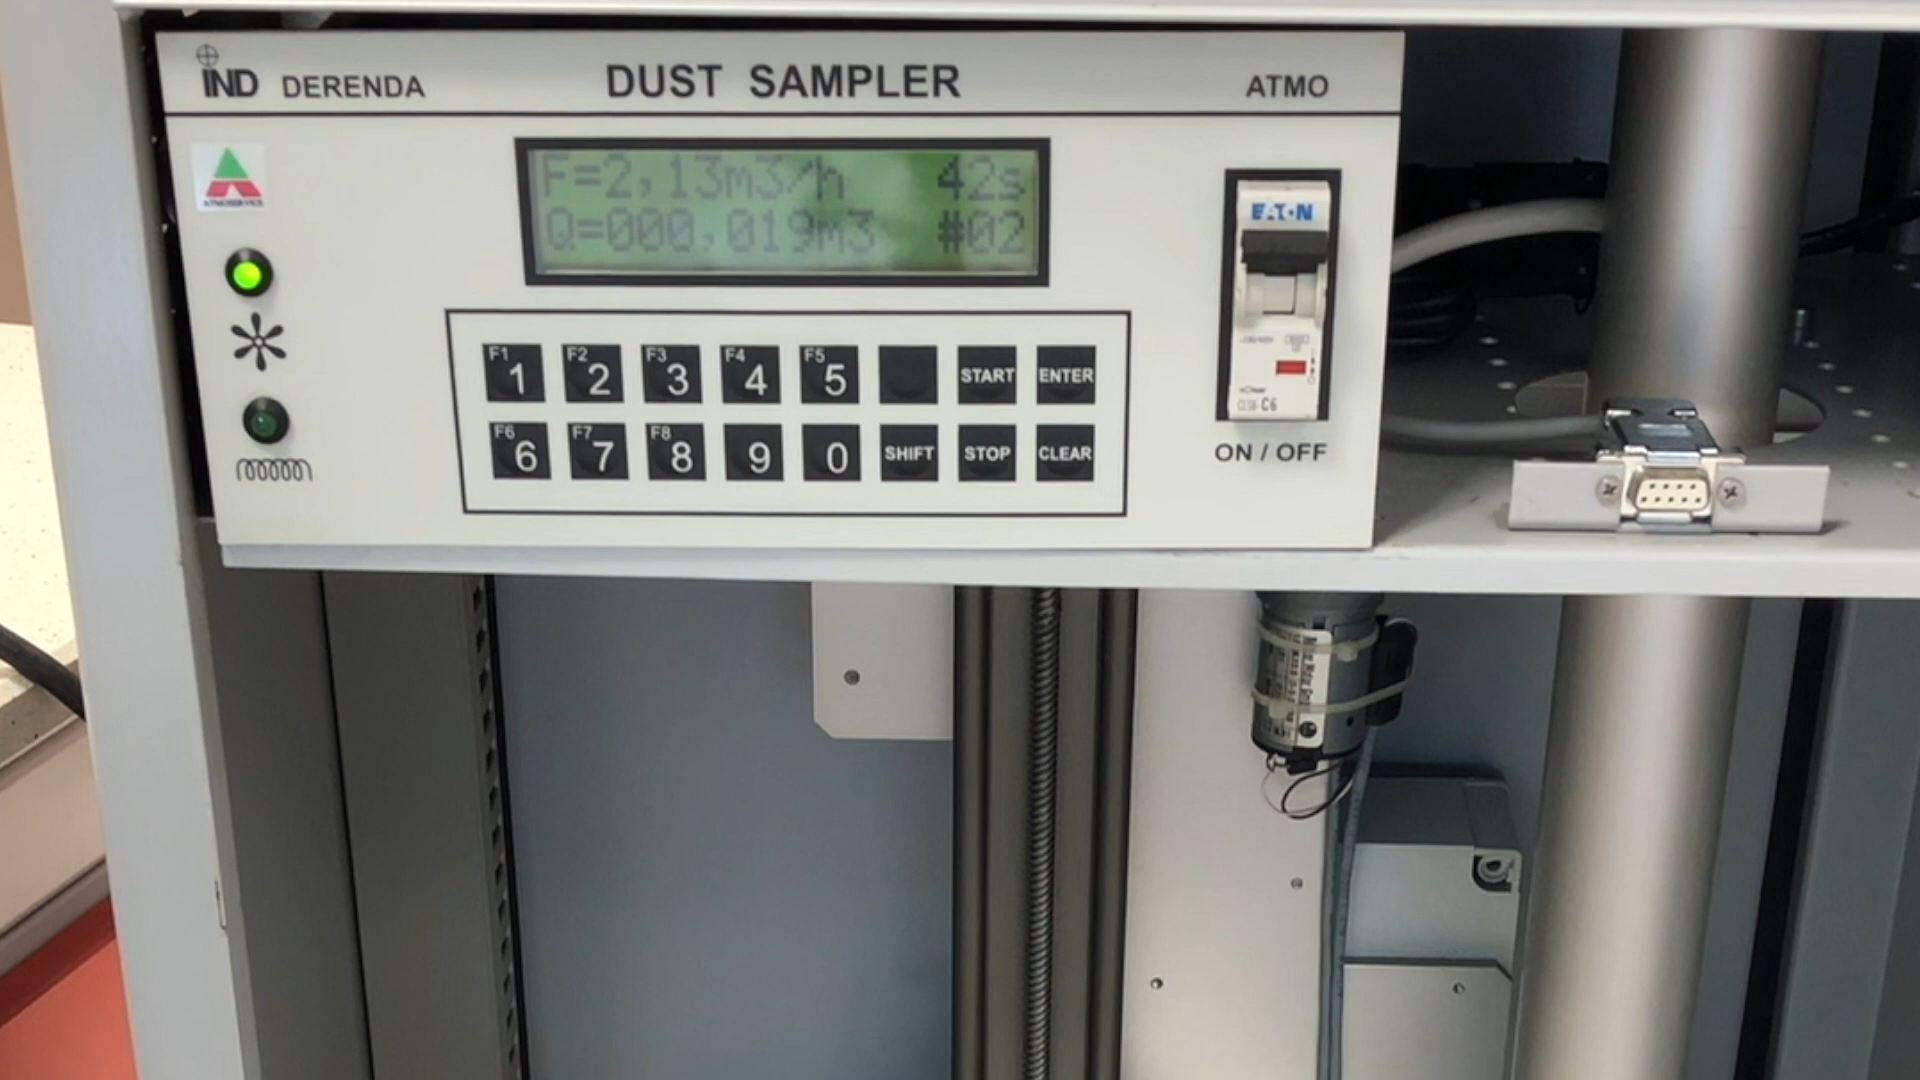 IND DERENDA DUST SAMPLER ATMO
F=2,13m3/h 42s
Q=000,019m3 #02
EATON
F1 1 F2 2 F3 3 F4 4 F5 5 START ENTER
F6 6 F7 7 F8 8 9 0 SHIFT STOP CLEAR
C6
ON / OFF